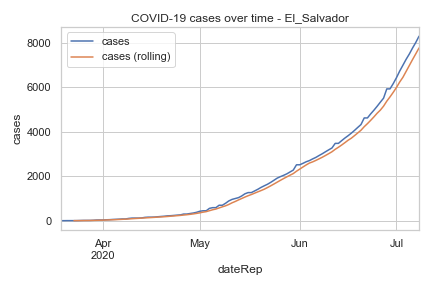 COVID-19 cases over time - El_Salvador
cases
cases (rolling)
8000
6000
4000
2000
0
cases
Apr
2020
May
Jun
Jul
dateRep